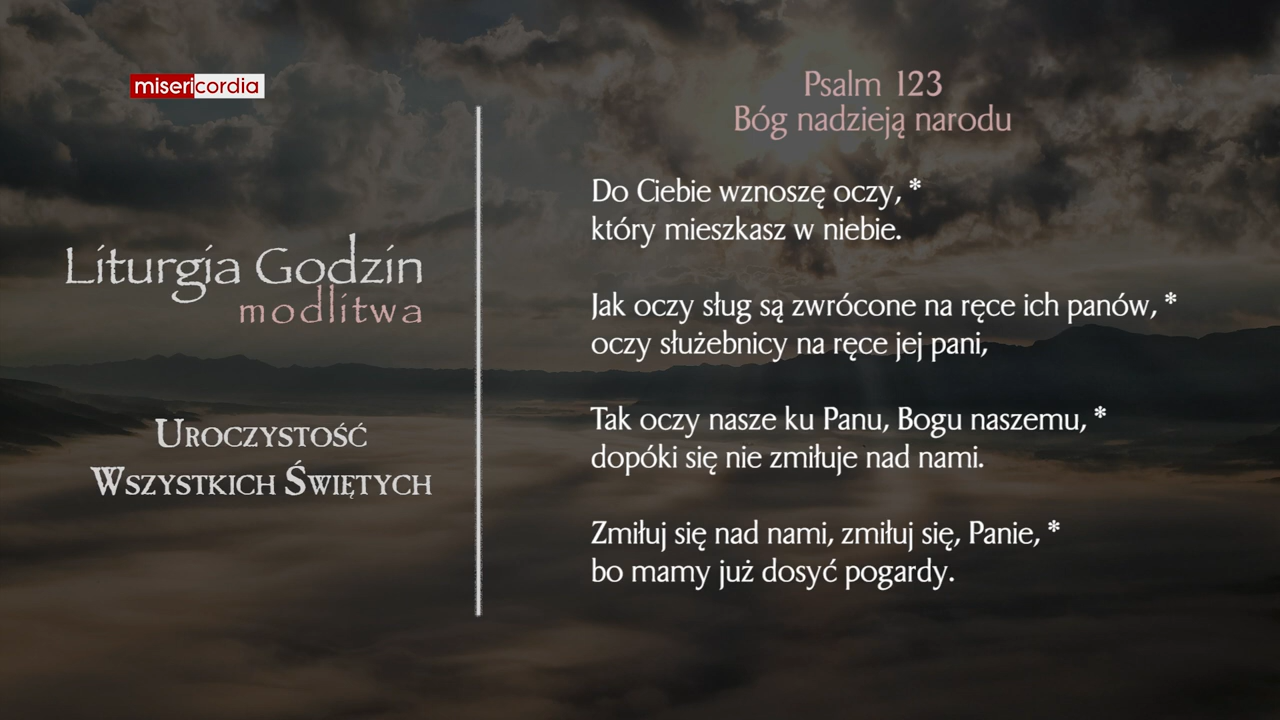 misericordia
Liturgia Godzin
modlitwa
Uroczystość
Wszystkich Świętych
Psalm 123
Bóg nadzieją narodu
Do Ciebie wznoszę oczy, *
który mieszkasz w niebie.
Jak oczy sług są zwrócone na ręce ich panów, *
oczy służebnicy na ręce jej pani,
Tak oczy nasze ku Panu, Bogu naszemu, *
dopóki się nie zmiłuje nad nami.
Zmiłuj się nad nami, zmiłuj się, Panie, *
bo mamy już dosyć pogardy.